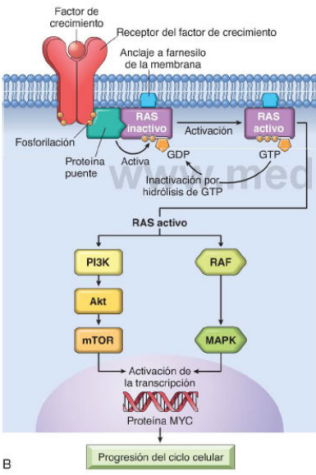 Factor de
crecimiento
Receptor del factor de crecimiento
Anclaje a farnesilo
de la membrana
RAS
inactivo
RAS
activo
Activación
Fosforilación
Proteína
puente
Activa
GDP
GTP
www.med
Inactivación por
hidrólisis de GTP
RAS activo
PI3K
RAF
Akt
mTOR
MAPK
Activación de
la transcripción
Proteína MYC
B
Progresión del ciclo celular